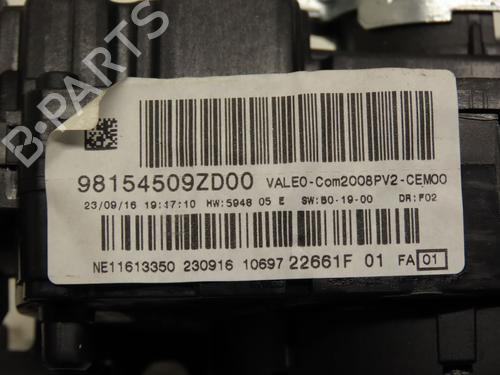 B-PARTS
98154509ZD00 VALEO-Com2008PV2-CEM00
23/09/16 19:17:10 HW:5948 05 E SW:B0-19-00 DR:F02
NE11613350 230916 10697 22661F 01 FA 01